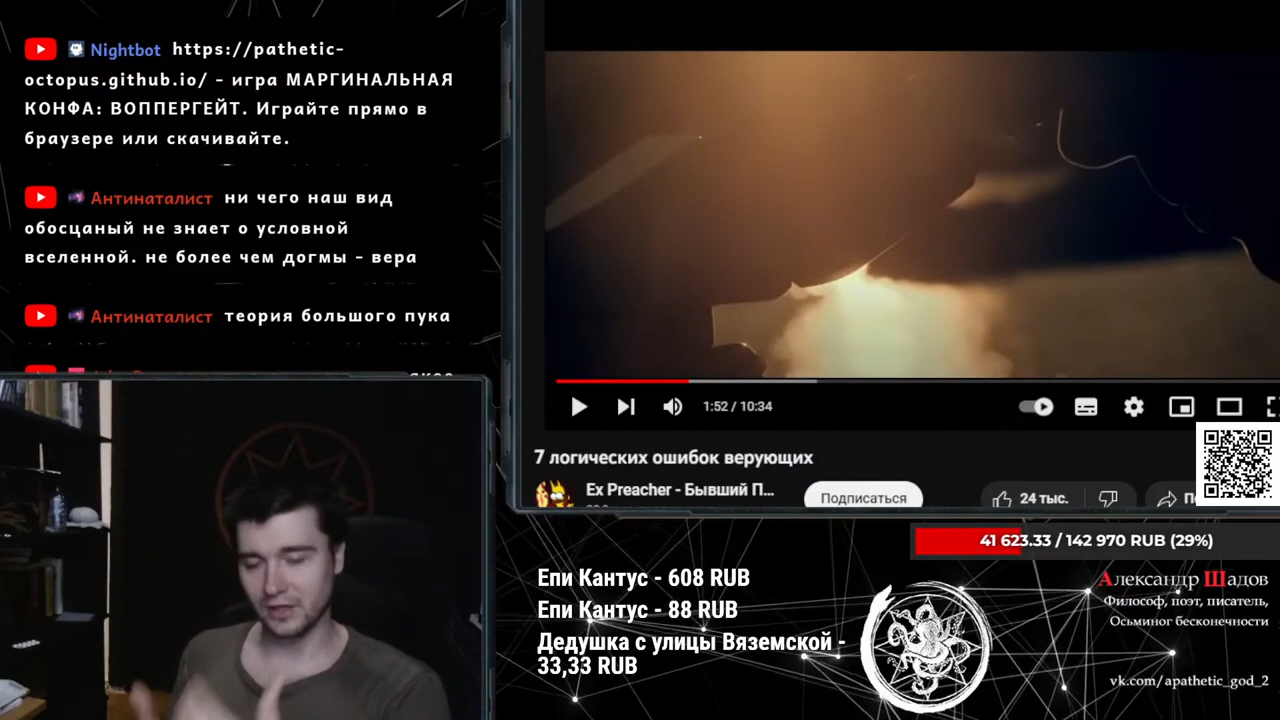 Nightbot https://pathetic-
octopus.github.io/ - игра МАРГИНАЛЬНАЯ
КОНФА: ВОППЕРГЕЙТ. Играйте прямо в
браузере или скачивайте.
Антинаталист ни чего наш вид
обосцаный не знает о условной
вселенной. не более чем догмы - вера
Антинаталист теория большого пука
1:52 / 10:34
7 логических ошибок верующих
Ex Preacher - Бывший П...
Подписаться
24 тыс.
41 623.33 / 142 970 RUB (29%)
Епи Кантус - 608 RUB
Епи Кантус - 88 RUB
Дедушка с улицы Вяземской -
33,33 RUB
Александр Шадов
Философ, поэт, писатель,
Осьминог бесконечности
vk.com/apathetic_god_2